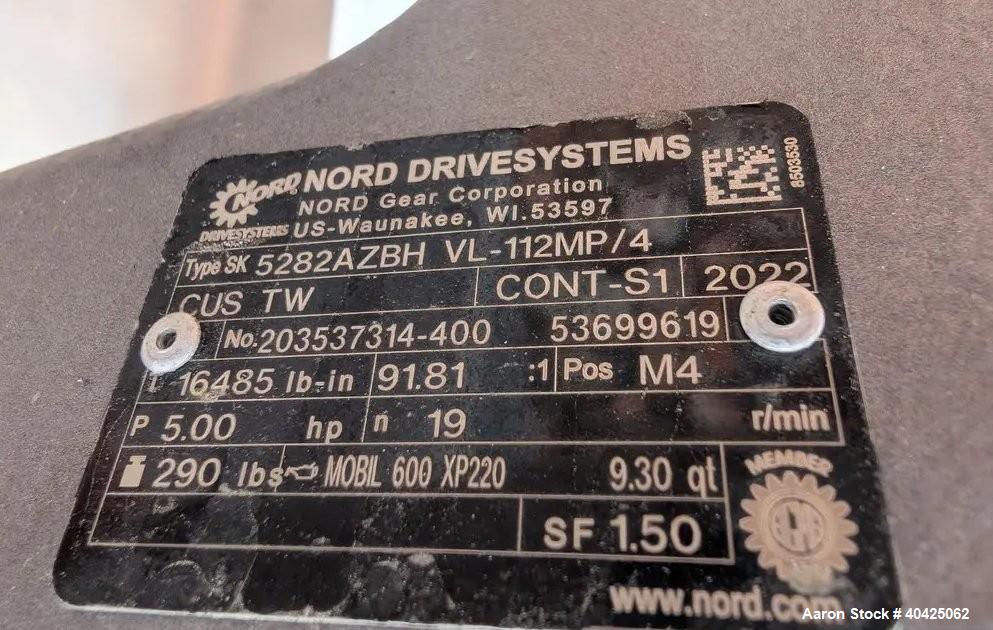 NORD NORD DRIVESYSTEMS
DRIVESYSTEMS
NORD Gear Corporation
US-Waunakee, WI.53597
8503530
Type SK 5282AZBH VL-112MP/4
CUS TW CONT-S1 2022
No. 203537314-400 53699619
16485 lb-in 91.81 :1 Pos M4
P 5.00 hp n 19 r/min
290 lbs MOBIL 600 XP220 9.30 qt
SF 1.50
MEMBER
www.nord.com
Aaron Stock # 40425062